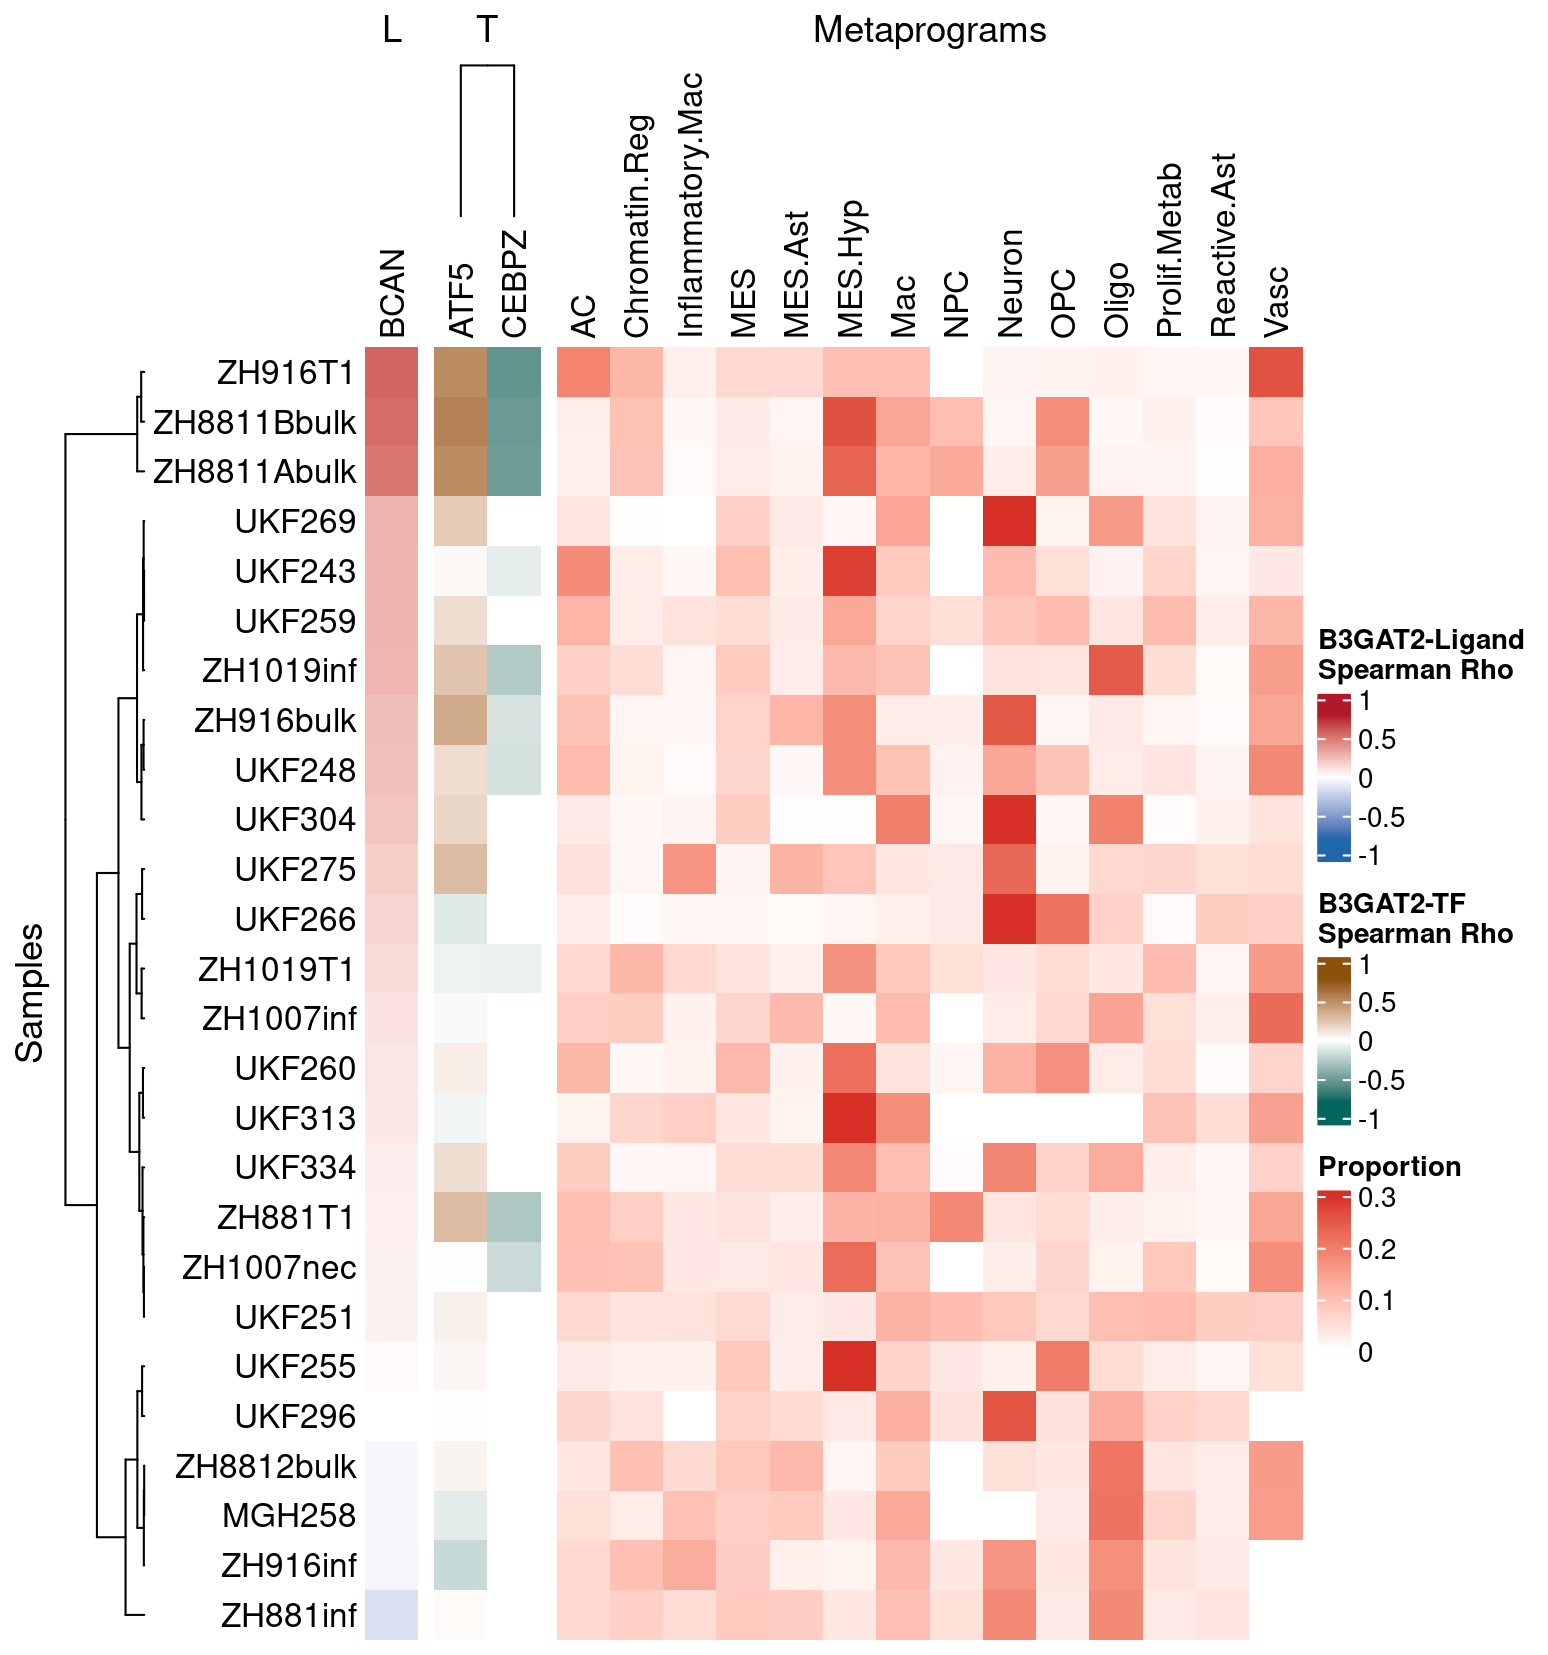 L T Metaprograms
BCAN
ATF5
CEBPZ
AC
Chromatin.Reg
Inflammatory.Mac
MES
MES.Ast
MES.Hyp
Mac
NPC
Neuron
OPC
Oligo
Prolif.Metab
Reactive.Ast
Vasc
Samples
ZH916T1
ZH8811Bbulk
ZH8811Abulk
UKF269
UKF243
UKF259
ZH1019inf
ZH916bulk
UKF248
UKF304
UKF275
UKF266
ZH1019T1
ZH1007inf
UKF260
UKF313
UKF334
ZH881T1
ZH1007nec
UKF251
UKF255
UKF296
ZH8812bulk
MGH258
ZH916inf
ZH881inf
B3GAT2-Ligand
Spearman Rho
1
0.5
0
-0.5
-1
B3GAT2-TF
Spearman Rho
1
0.5
0
-0.5
-1
Proportion
0.3
0.2
0.1
0